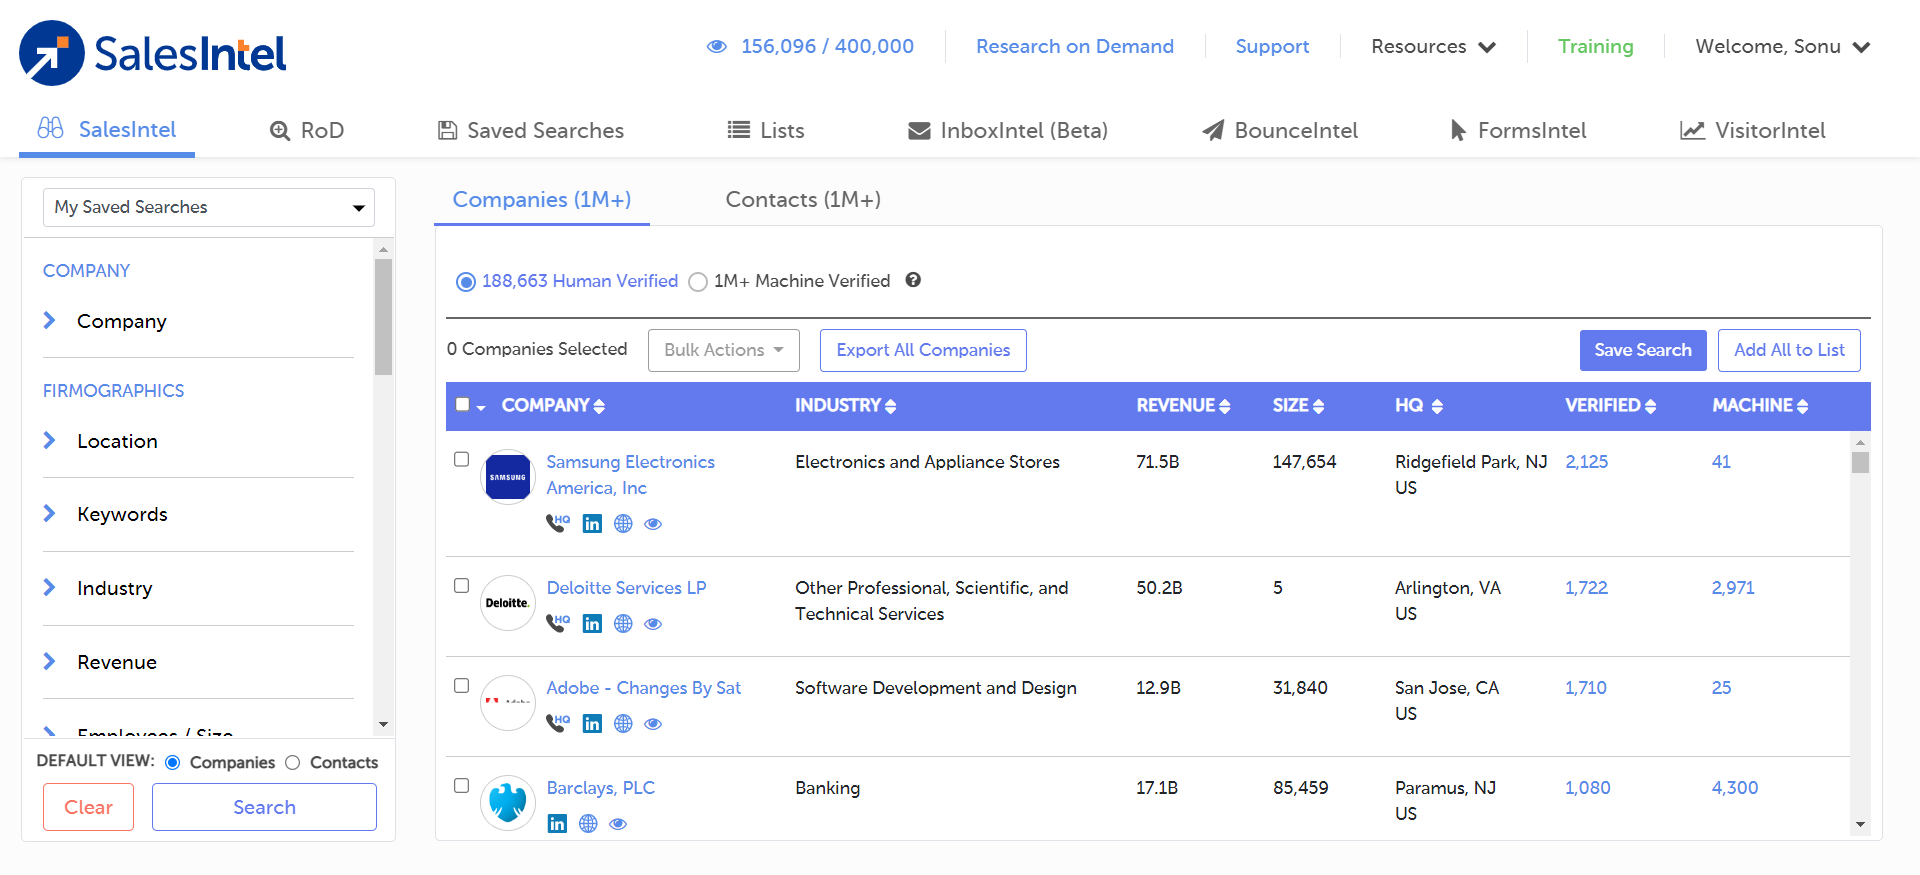 SalesIntel
156,096 / 400,000
Research on Demand
Support
Resources
Training
Welcome, Sonu
SalesIntel
RoD
Saved Searches
Lists
InboxIntel (Beta)
BounceIntel
FormsIntel
VisitorIntel
My Saved Searches
COMPANY
Company
FIRMOGRAPHICS
Location
Keywords
Industry
Revenue
Employees / Size
DEFAULT VIEW: Companies Contacts
Clear
Search
Companies (1M+)
Contacts (1M+)
188,663 Human Verified
1M+ Machine Verified
0 Companies Selected
Bulk Actions
Export All Companies
Save Search
Add All to List
COMPANY INDUSTRY REVENUE SIZE HQ VERIFIED MACHINE
SAMSUNG
Samsung Electronics
America, Inc
HQ
Electronics and Appliance Stores
71.5B
147,654
Ridgefield Park, NJ
US
2,125
41
Deloitte.
Deloitte Services LP
HQ
Other Professional, Scientific, and
Technical Services
50.2B
5
Arlington, VA
US
1,722
2,971
Adobe
Adobe - Changes By Sat
HQ
Software Development and Design
12.9B
31,840
San Jose, CA
US
1,710
25
Barclays, PLC
Banking
17.1B
85,459
Paramus, NJ
US
1,080
4,300